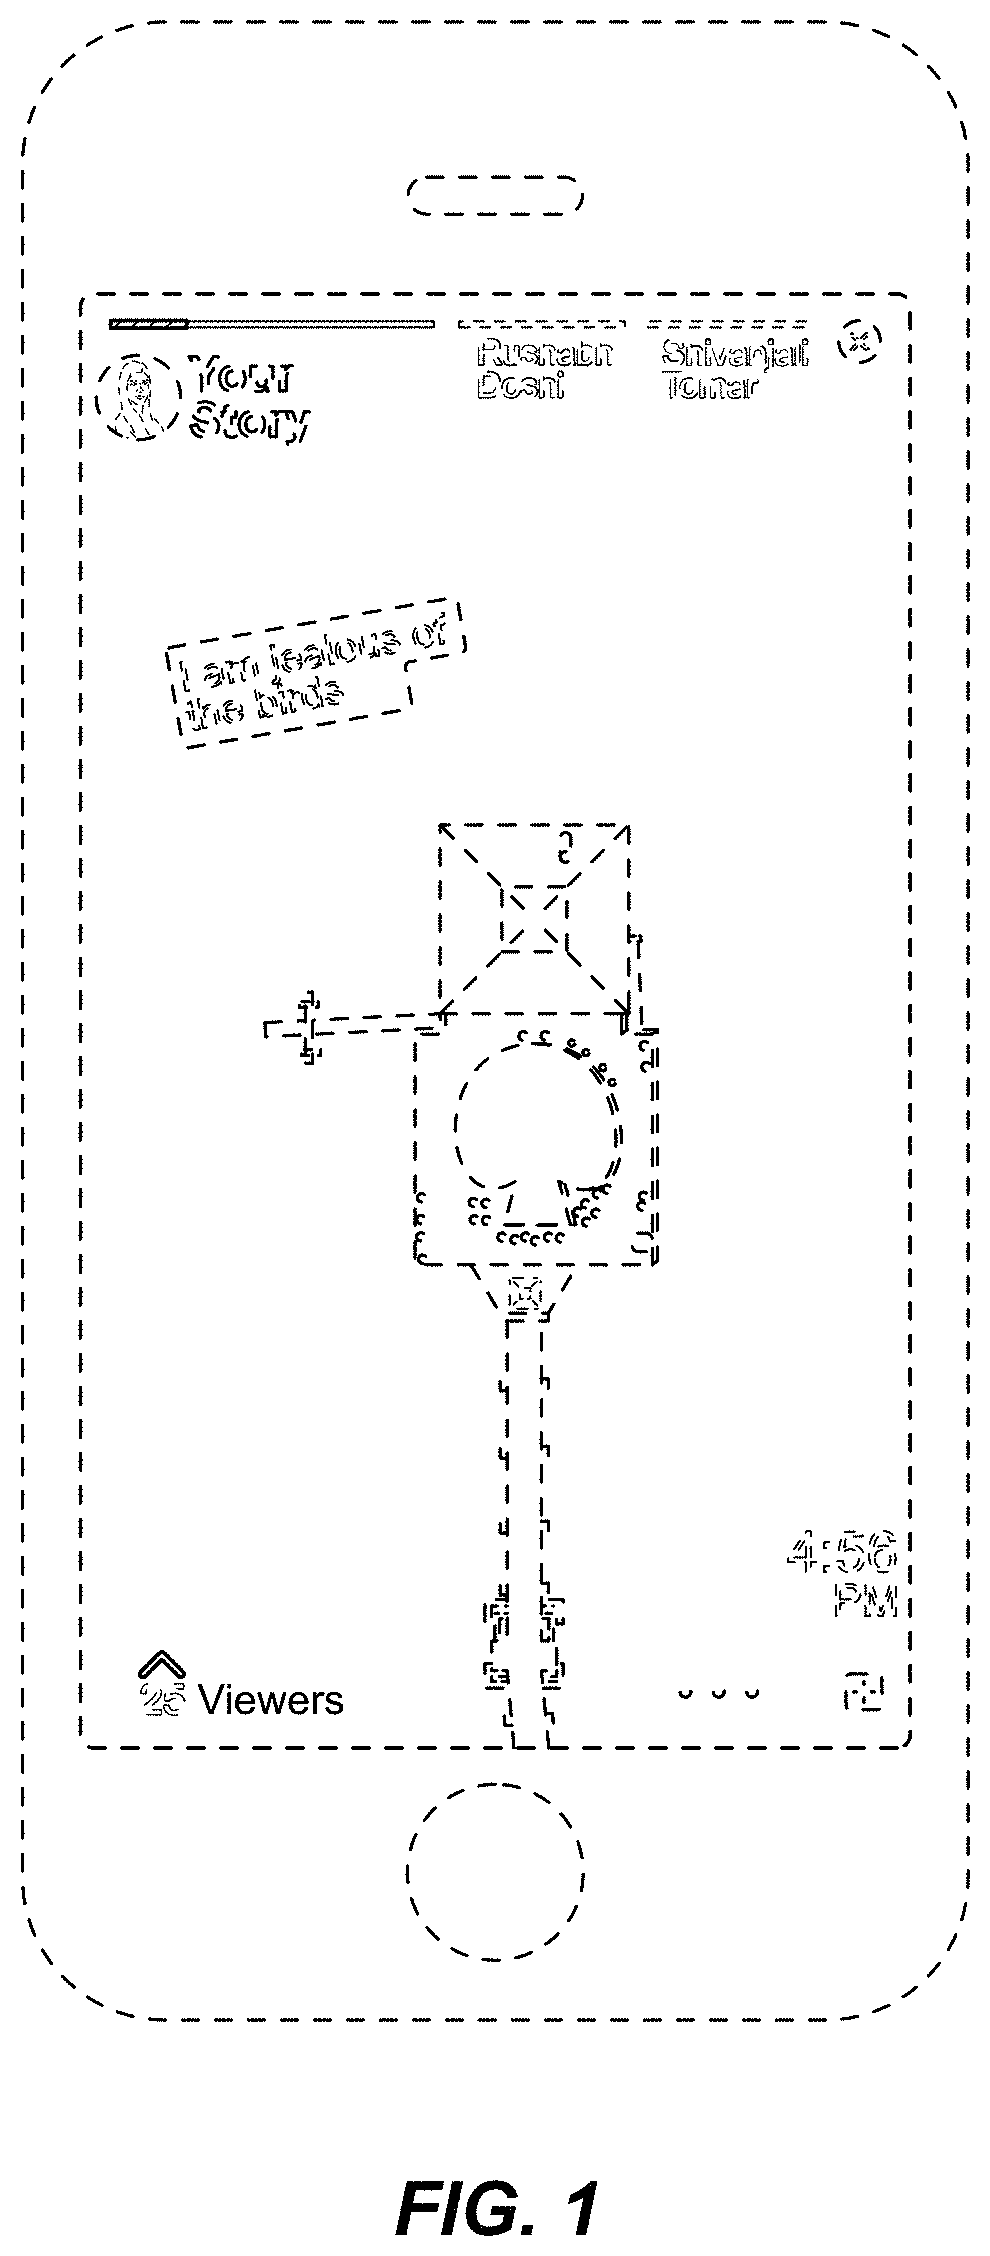 Your
Story
Rushabh
Doshi
Shivanjali
Tomar
I am jealous of
the birds
4:56
PM
25 Viewers
FIG. 1